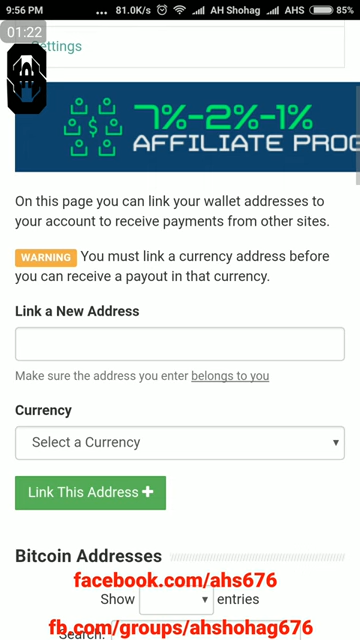 9:56 PM ... 81.0K/s AH Shohag AHS 85%
01:22
Settings
7%-2%-1%
AFFILIATE PROG
On this page you can link your wallet addresses to
your account to receive payments from other sites.
WARNING You must link a currency address before
you can receive a payout in that currency.
Link a New Address
Make sure the address you enter belongs to you
Currency
Select a Currency
Link This Address +
Bitcoin Addresses
facebook.com/ahs676
Show entries
fb.com/groups/ahshohag676
Search: